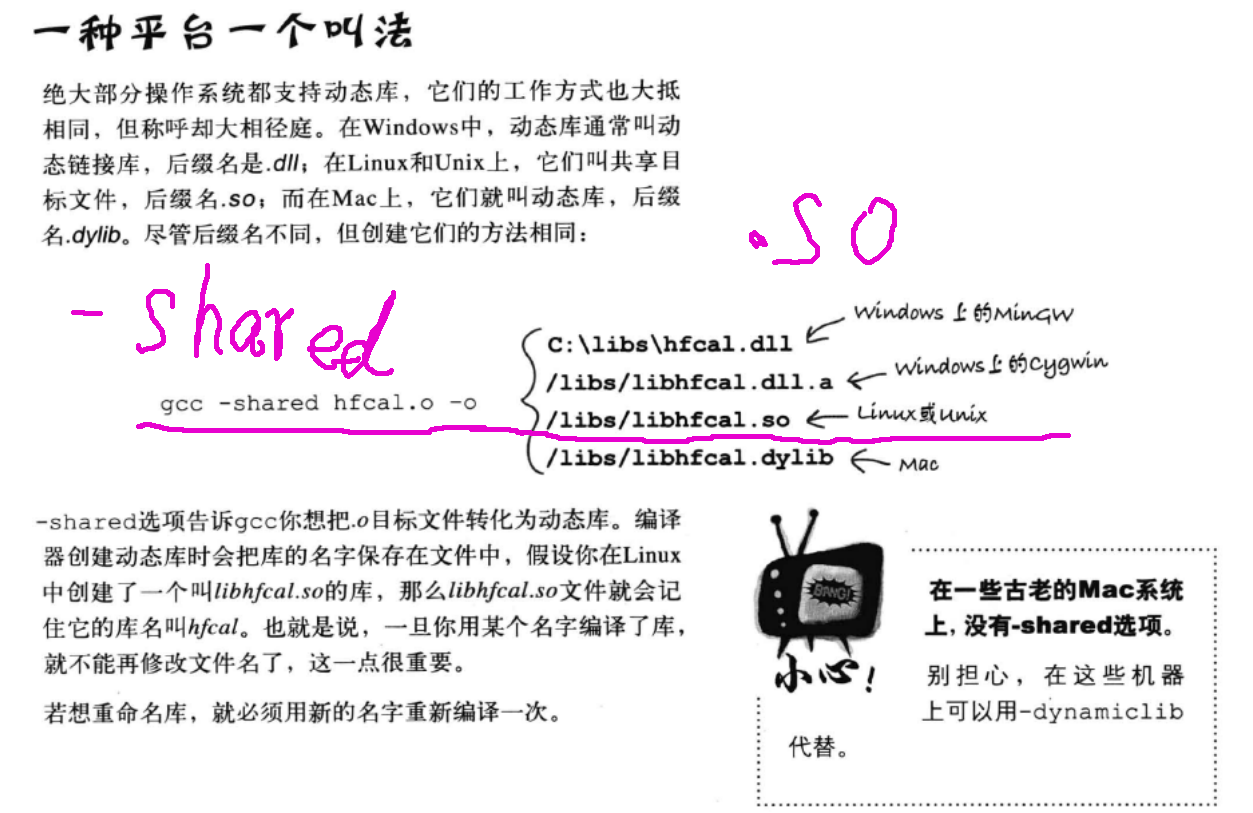 一种平台一个叫法
绝大部分操作系统都支持动态库，它们的工作方式也大抵
相同，但称呼却大相径庭。在Windows中，动态库通常叫动
态链接库，后缀名是.dll；在Linux和Unix上，它们叫共享目
标文件，后缀名.so；而在Mac上，它们就叫动态库，后缀
名.dylib。尽管后缀名不同，但创建它们的方法相同：
.so
-shared
gcc -shared hfcal.o -o
C:\libs\hfcal.dll
Windows上的MinGW
/libs/libhfcal.dll.a
Windows上的Cygwin
/libs/libhfcal.so
Linux或Unix
/libs/libhfcal.dylib
Mac
-shared选项告诉gcc你想把.o目标文件转化为动态库。编译
器创建动态库时会把库的名字保存在文件中，假设你在Linux
中创建了一个叫libhfcal.so的库，那么libhfcal.so文件就会记
住它的库名叫hfcal。也就是说，一旦你用某个名字编译了库，
就不能再修改文件名了，这一点很重要。
若想重命名库，就必须用新的名字重新编译一次。
BANG!
小心！
在一些古老的Mac系统
上，没有-shared选项。
别担心，在这些机器
上可以用-dynamiclib
代替。